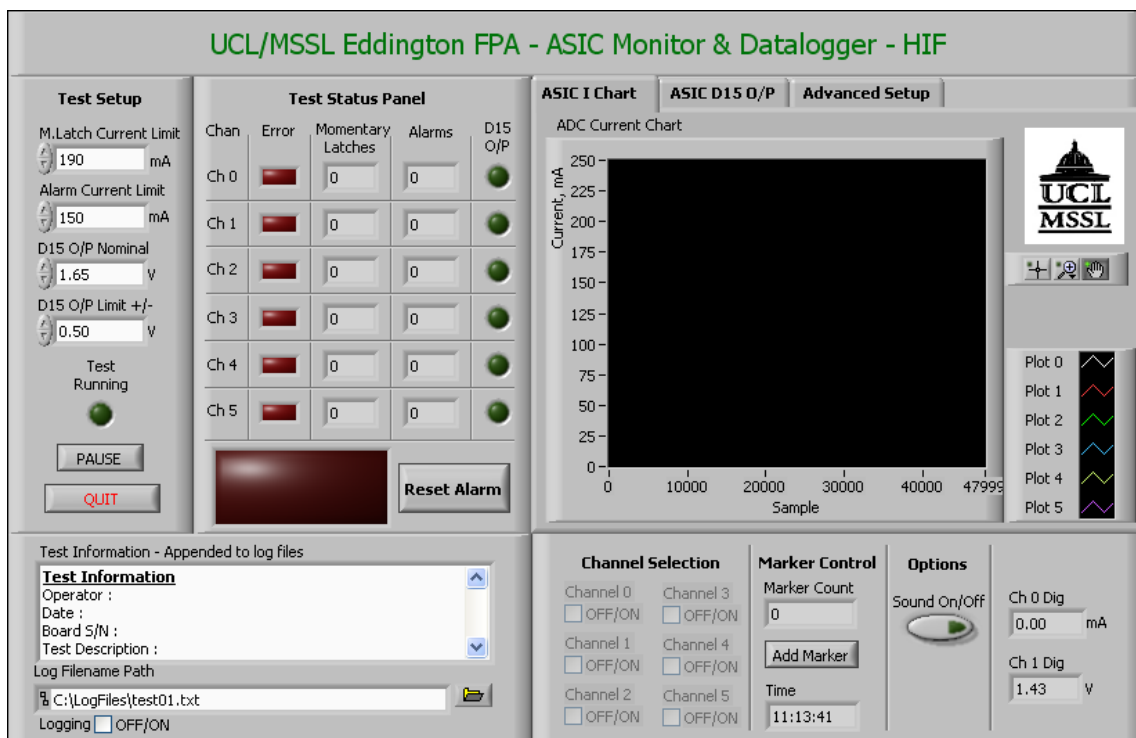 UCL/MSSL Eddington FPA - ASIC Monitor & Datalogger - HIF
Test Setup
M.Latch Current Limit
190 mA
Alarm Current Limit
150 mA
D15 O/P Nominal
1.65 V
D15 O/P Limit +/-
0.50 V
Test
Running
PAUSE
QUIT
Test Status Panel
Chan Error Momentary Latches Alarms D15 O/P
Ch 0 0 0
Ch 1 0 0
Ch 2 0 0
Ch 3 0 0
Ch 4 0 0
Ch 5 0 0
Reset Alarm
ASIC I Chart ASIC D15 O/P Advanced Setup
ADC Current Chart
Current, mA
250
225
200
175
150
125
100
75
50
25
0
0 10000 20000 30000 40000 47999
Sample
UCL
MSSL
Plot 0
Plot 1
Plot 2
Plot 3
Plot 4
Plot 5
Test Information - Appended to log files
Test Information
Operator :
Date :
Board S/N :
Test Description :
Log Filename Path
C:\LogFiles\test01.txt
Logging OFF/ON
Channel Selection
Channel 0 Channel 3
OFF/ON OFF/ON
Channel 1 Channel 4
OFF/ON OFF/ON
Channel 2 Channel 5
OFF/ON OFF/ON
Marker Control
Marker Count
0
Add Marker
Time
11:13:41
Options
Sound On/Off
Ch 0 Dig
0.00 mA
Ch 1 Dig
1.43 V